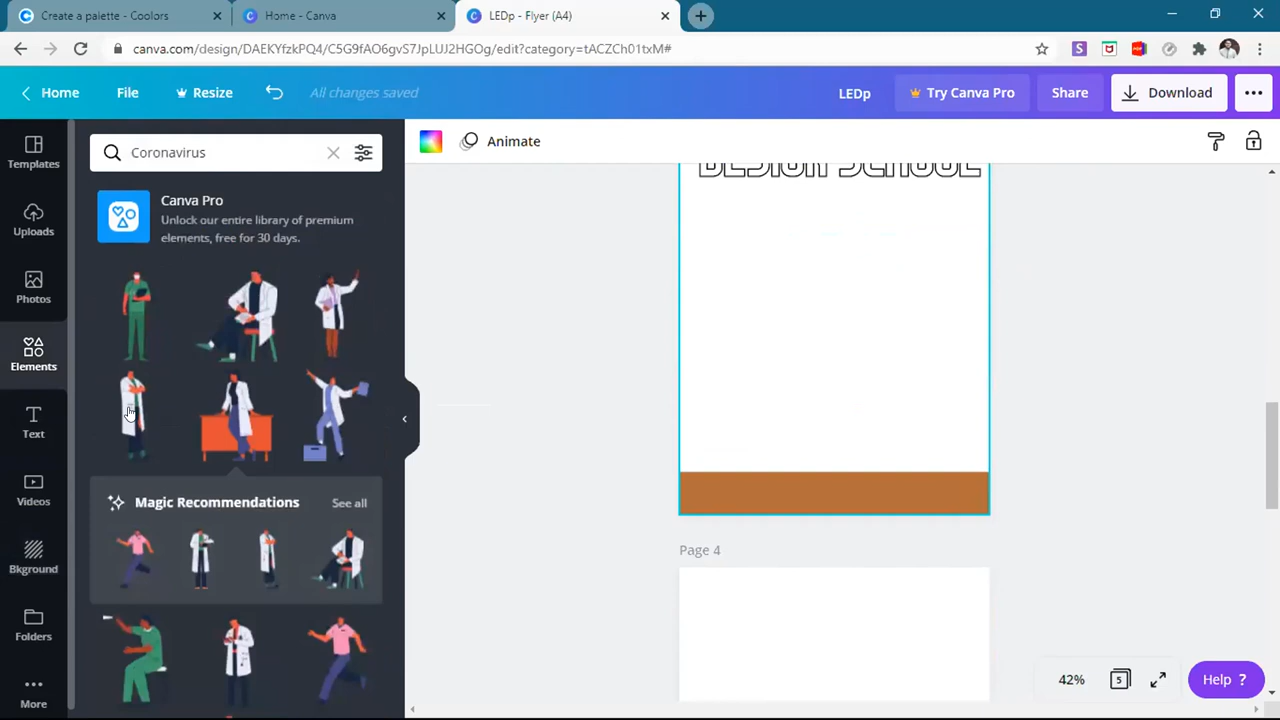 Create a palette - Coolors
Home - Canva
LEDp - Flyer (A4)
canva.com/design/DAEKYfzkPQ4/C5G9fAO6gvS7JpLUJ2HGOg/edit?category=tACZCh01txM#
Home
File
Resize
All changes saved
LEDp
Try Canva Pro
Share
Download
Templates
Uploads
Photos
Elements
Text
Videos
Bkground
Folders
More
Coronavirus
Canva Pro
Unlock our entire library of premium
elements, free for 30 days.
Magic Recommendations
See all
Animate
DESIGN SCHOOL
Page 4
42%
5
Help ?